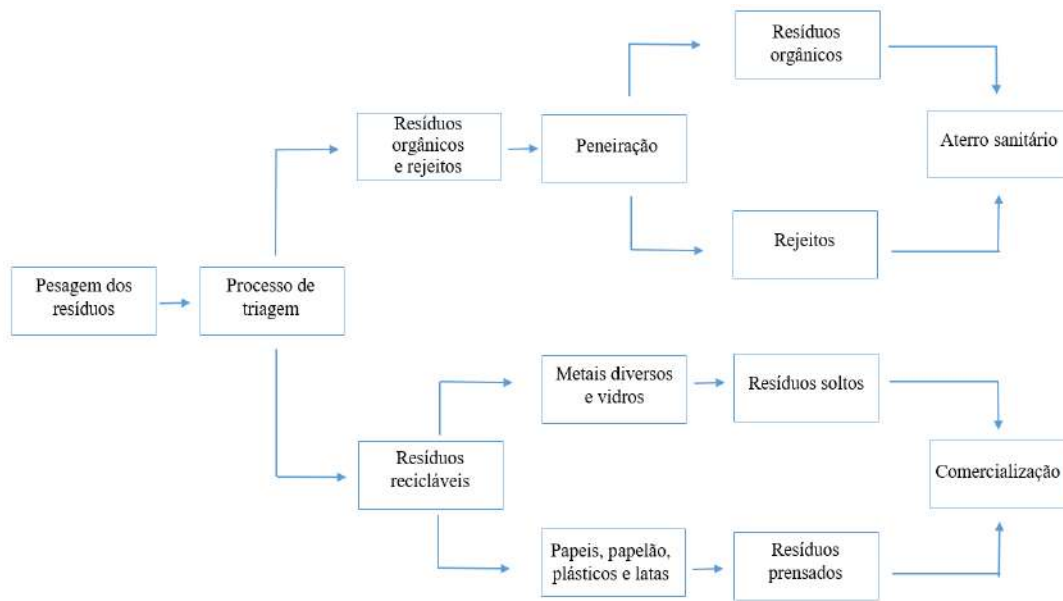 Pesagem dos
resíduos
Processo de
triagem
Resíduos
orgânicos
e rejeitos
Peneiração
Resíduos
orgânicos
Rejeitos
Aterro sanitário
Resíduos
recicláveis
Metais diversos
e vidros
Resíduos soltos
Papeis, papelão,
plásticos e latas
Resíduos
prensados
Comercialização